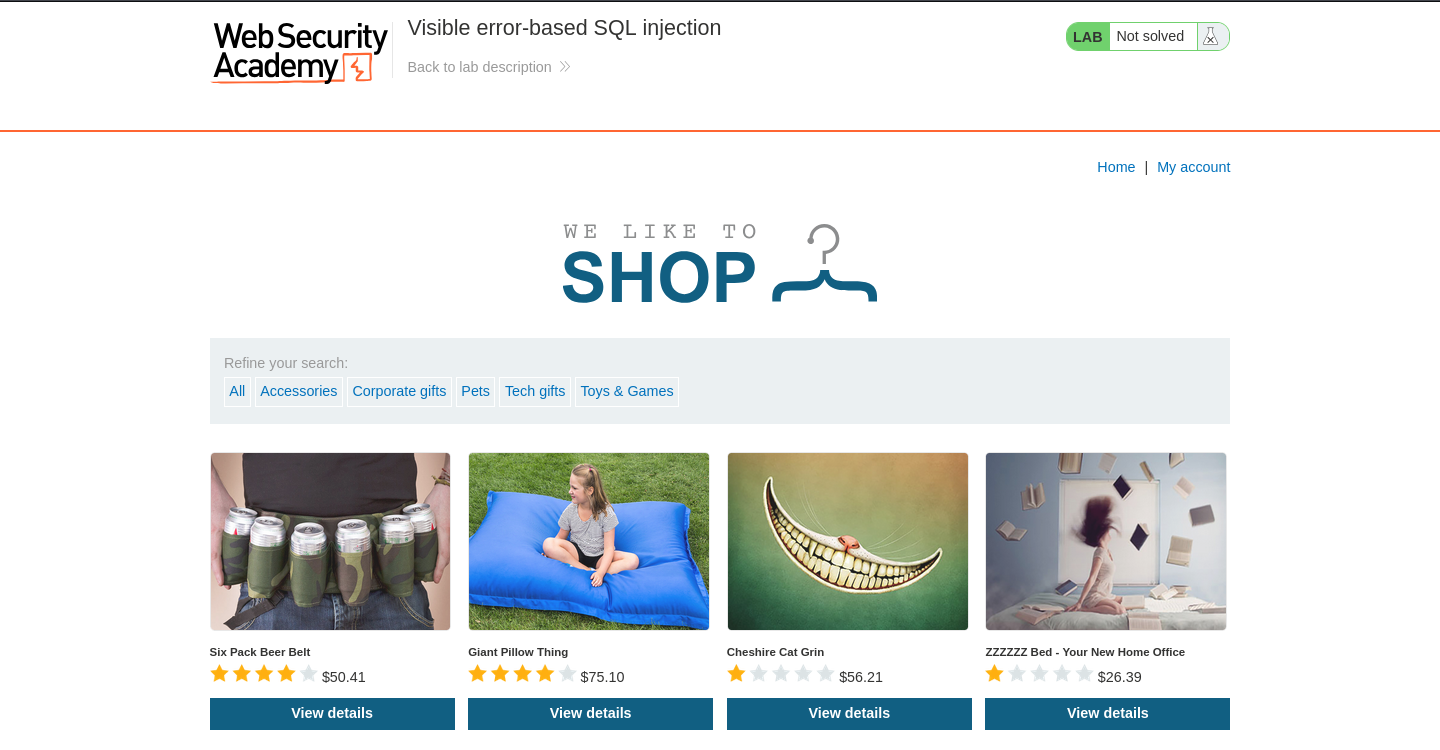 Web Security
Academy
Visible error-based SQL injection
Back to lab description
LAB Not solved
Home | My account
WE LIKE TO
SHOP
Refine your search:
All Accessories Corporate gifts Pets Tech gifts Toys & Games
Six Pack Beer Belt Giant Pillow Thing Cheshire Cat Grin ZZZZZZ Bed - Your New Home Office
$50.41 $75.10 $56.21 $26.39
View details View details View details View details